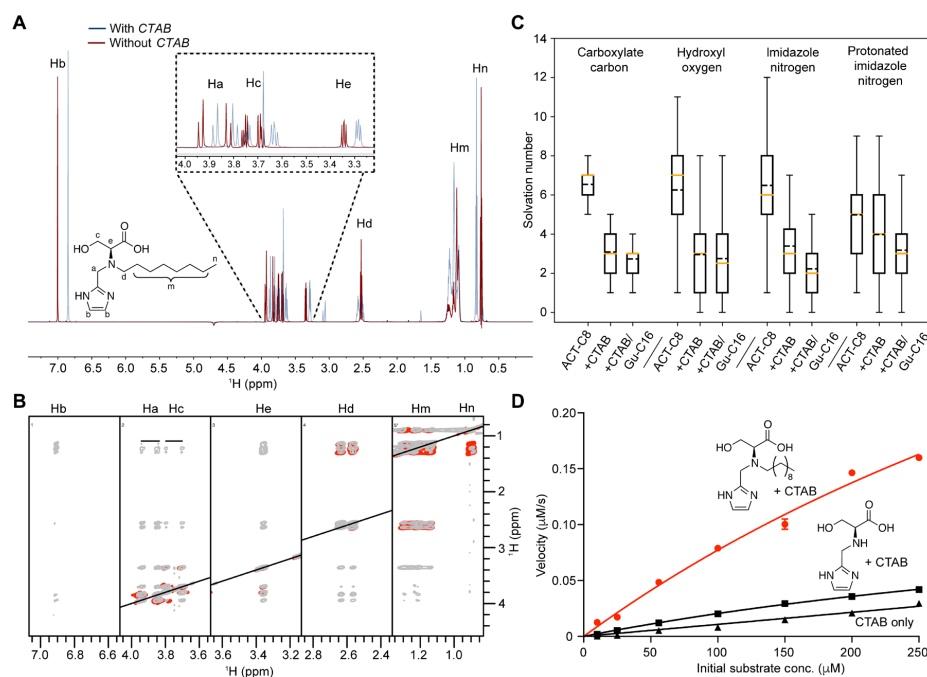 A
With CTAB
Without CTAB
Hb
Ha
Hc
He
Hn
Hm
Hd
4.0 3.9 3.8 3.7 3.6 3.5 3.4 3.3
HO
O
OH
c
e
N
a
d
m
n
N
HN
b
b
7.0 6.5 6.0 5.5 5.0 4.5 4.0 3.5 3.0 2.5 2.0 1.5 1.0 0.5
¹H (ppm)
B
Hb Ha Hc He Hd Hm Hn
1 2 3 4 5
1
2
3
4
¹H (ppm)
7.0 6.8 6.6 4.0 3.8 3.6 3.4 3.2 2.8 2.6 2.4 1.2 1.0
¹H (ppm)
C
14
12
10
8
6
4
2
0
Solvation number
Carboxylate carbon
Hydroxyl oxygen
Imidazole nitrogen
Protonated imidazole nitrogen
ACT-C8
+CTAB
+CTAB/
Gu-C16
ACT-C8
+CTAB
+CTAB/
Gu-C16
ACT-C8
+CTAB
+CTAB/
Gu-C16
ACT-C8
+CTAB
+CTAB/
Gu-C16
D
0.20
0.15
0.10
0.05
0
Velocity (μM/s)
HO
O
OH
N
8
HN
N
+ CTAB
HO
O
OH
NH
HN
N
+ CTAB
CTAB only
0 50 100 150 200 250
Initial substrate conc. (μM)